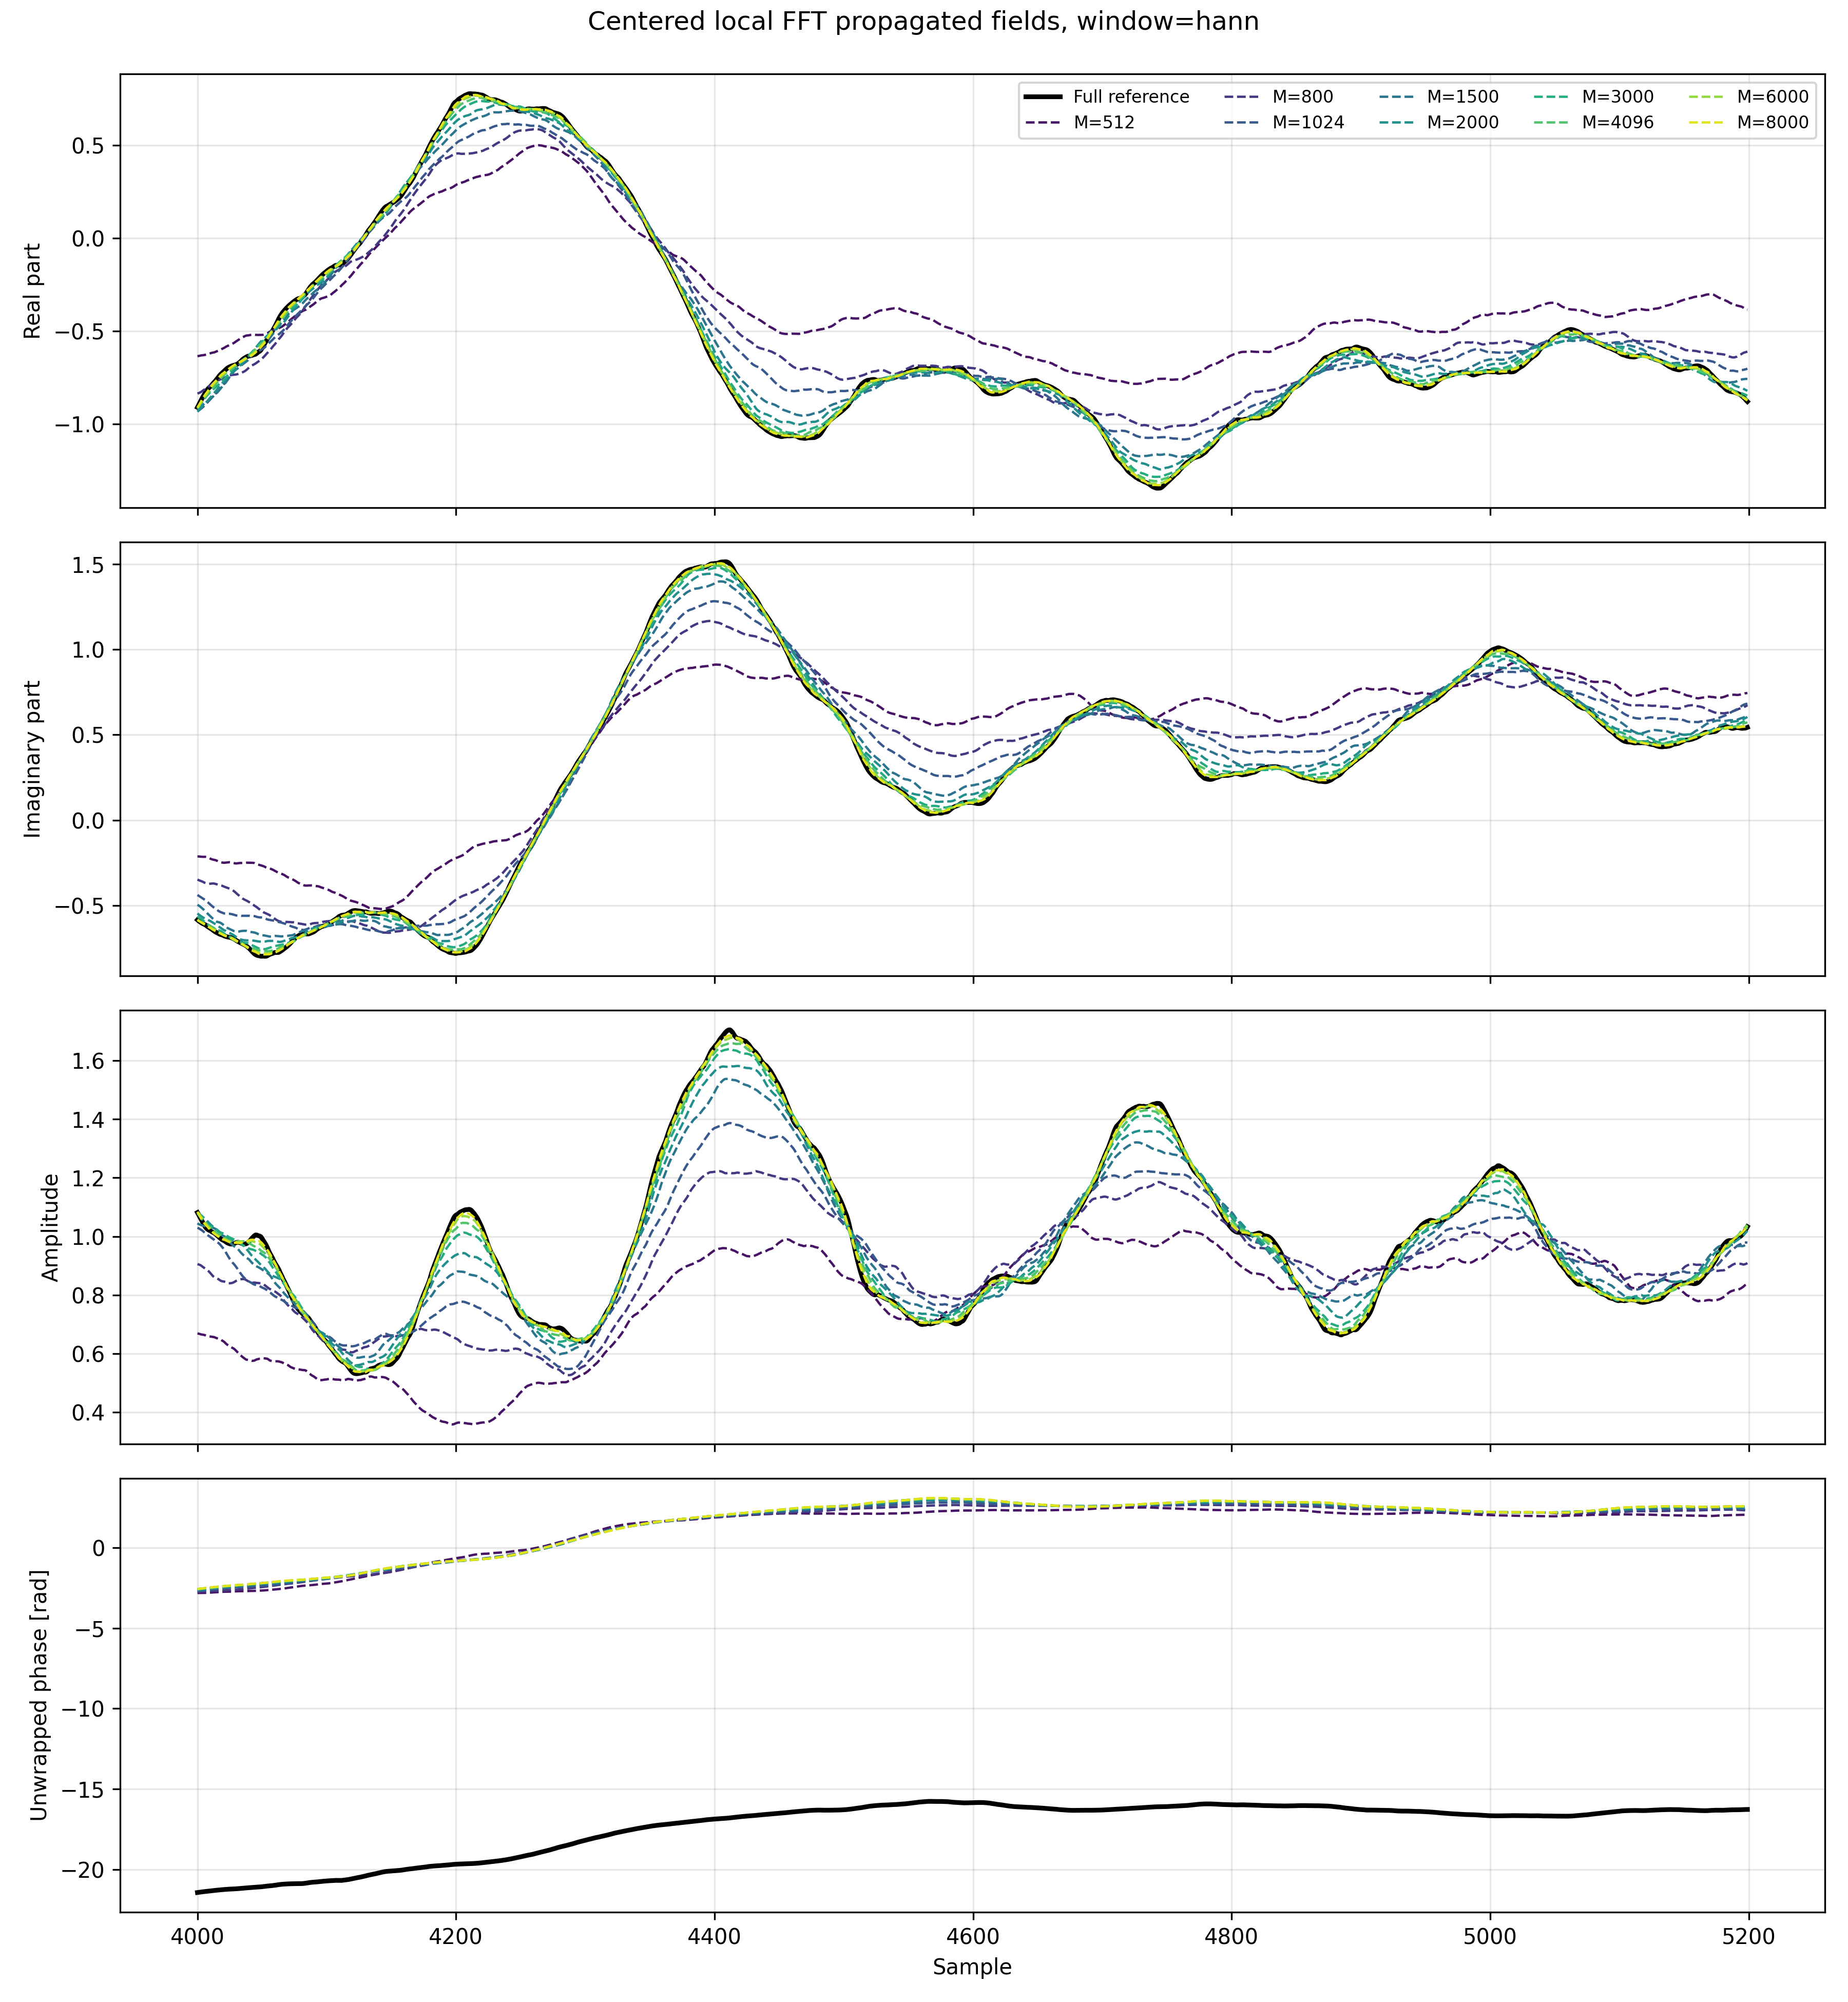 Centered local FFT propagated fields, window=hann
Full reference M=800 M=1500 M=3000 M=6000
M=512 M=1024 M=2000 M=4096 M=8000
Real part
0.5
0.0
−0.5
−1.0
Imaginary part
1.5
1.0
0.5
0.0
−0.5
Amplitude
1.6
1.4
1.2
1.0
0.8
0.6
0.4
Unwrapped phase [rad]
0
−5
−10
−15
−20
4000 4200 4400 4600 4800 5000 5200
Sample